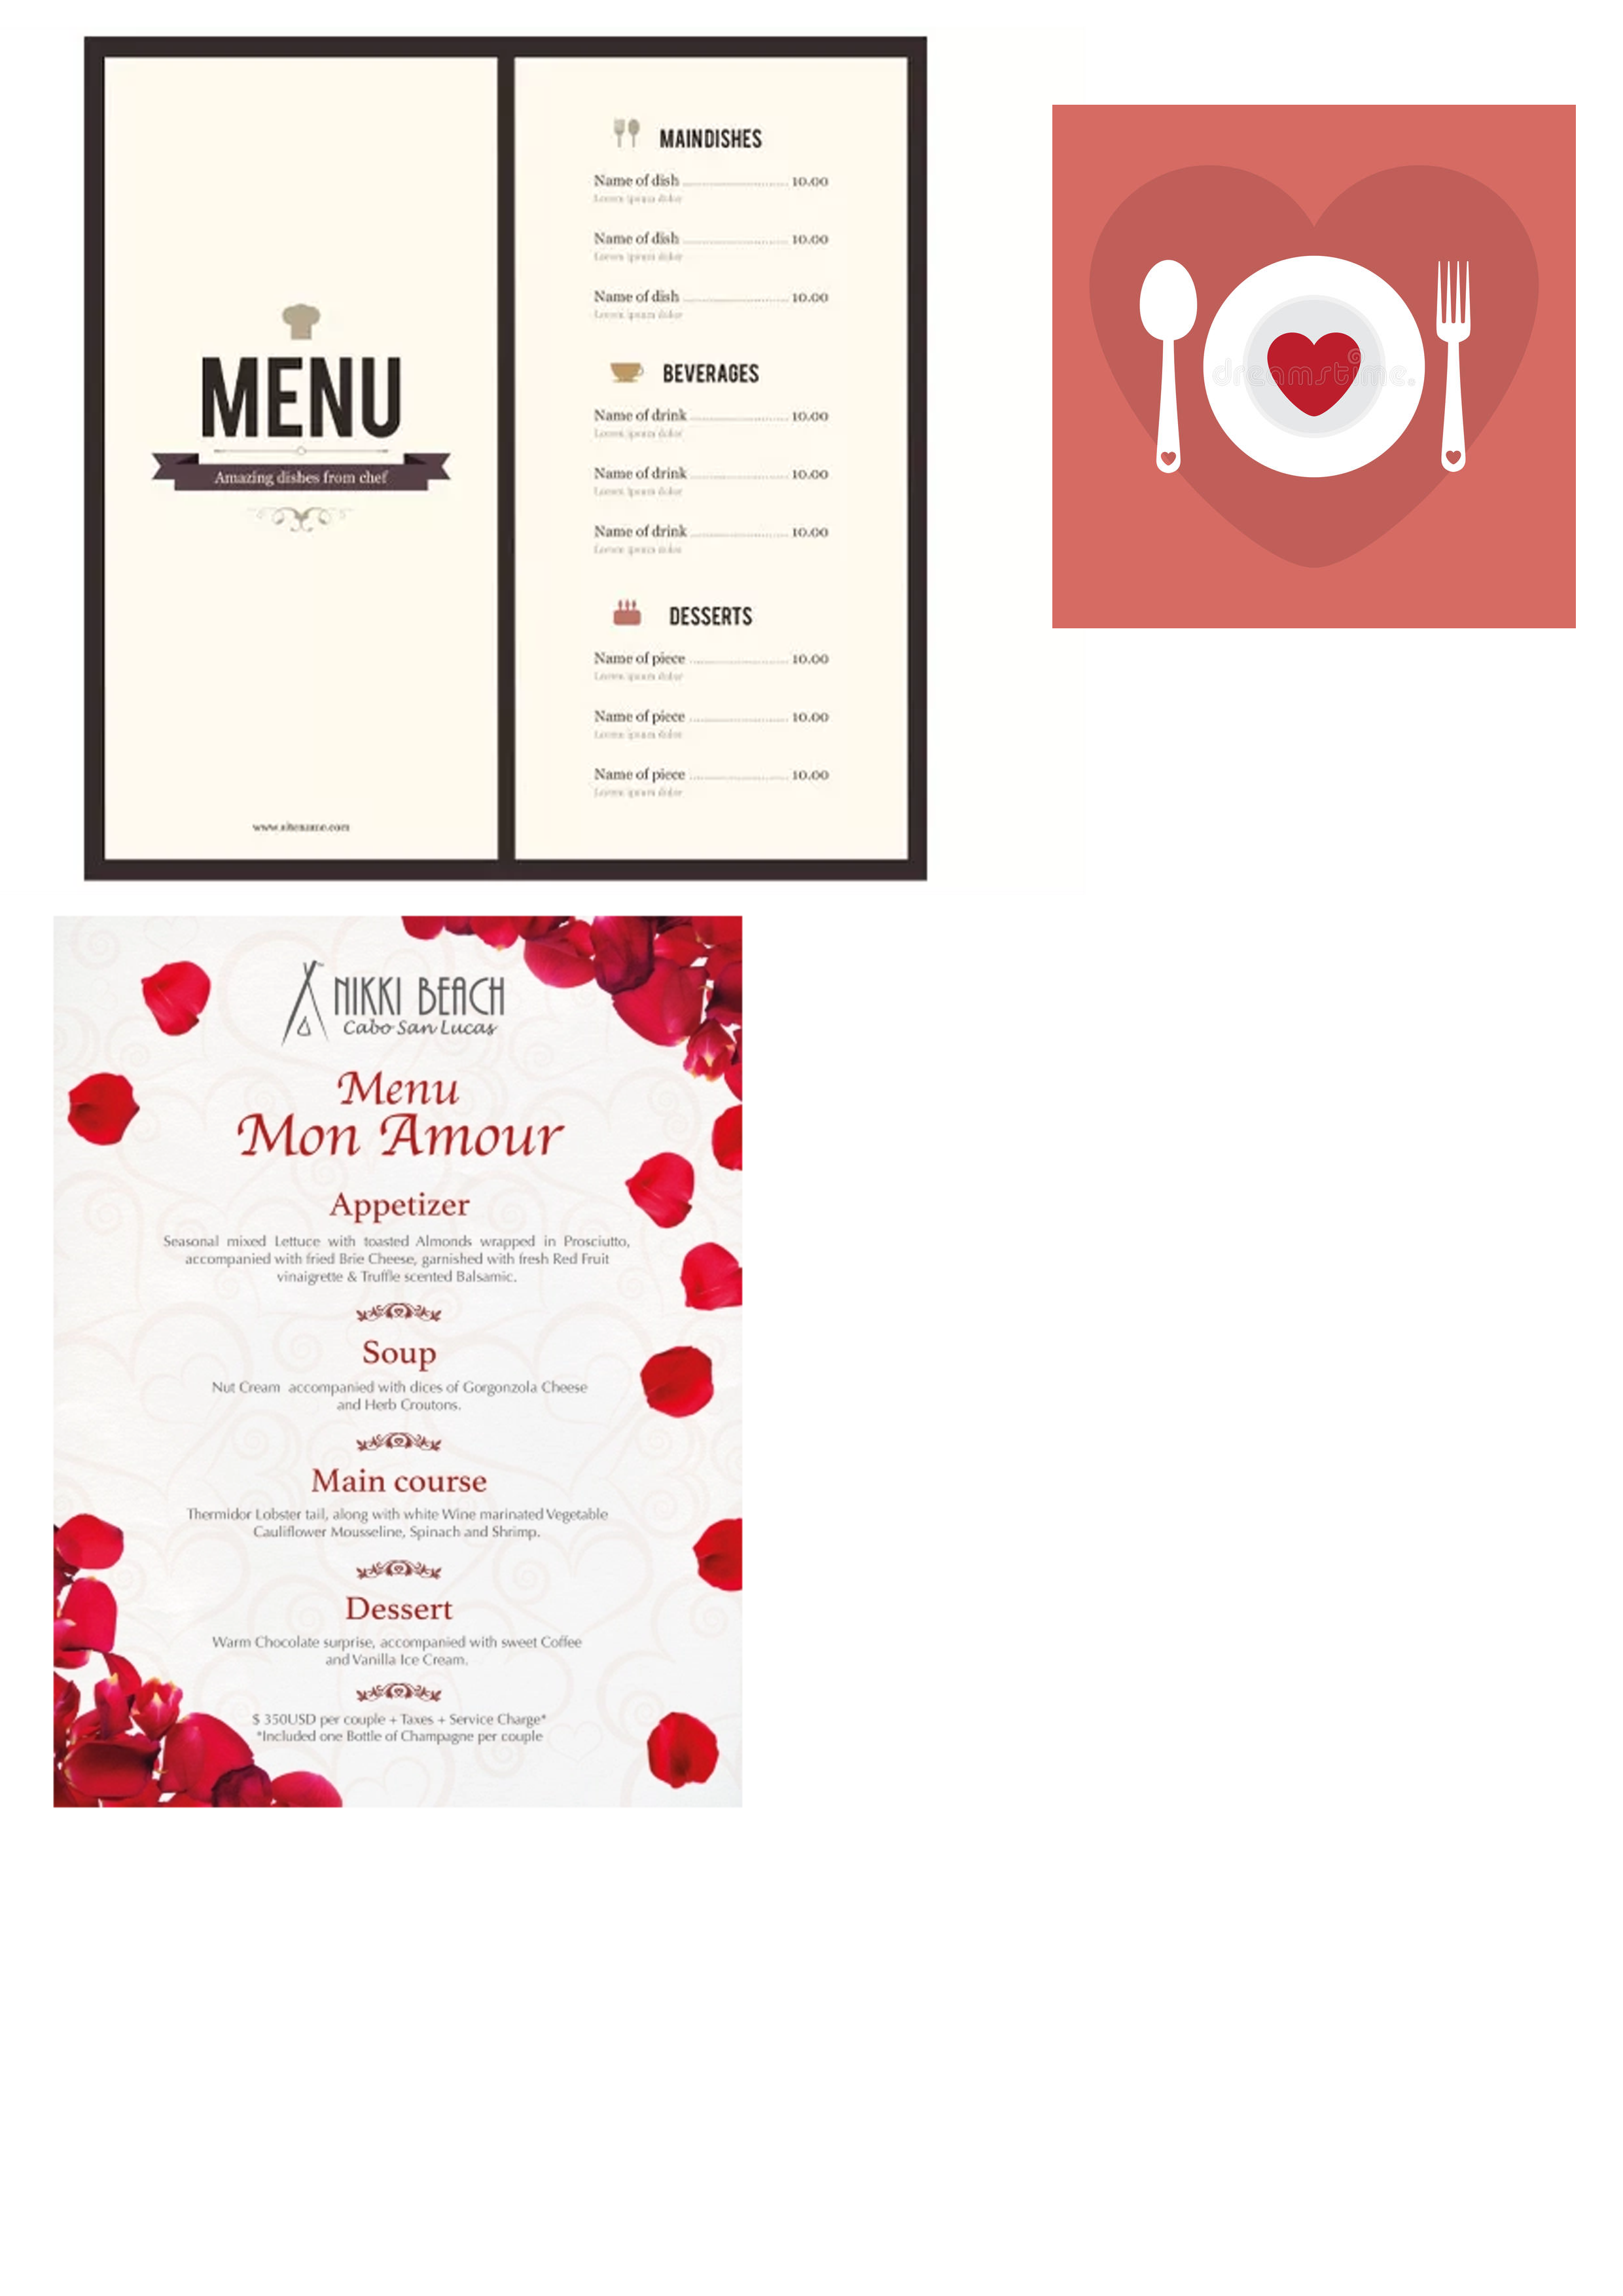 MENU
Amazing dishes from chef
www.sitename.com
MAIN DISHES
Name of dish 10.00
Lorem ipsum dolor
Name of dish 10.00
Lorem ipsum dolor
Name of dish 10.00
Lorem ipsum dolor
BEVERAGES
Name of drink 10.00
Lorem ipsum dolor
Name of drink 10.00
Lorem ipsum dolor
Name of drink 10.00
Lorem ipsum dolor
DESSERTS
Name of piece 10.00
Lorem ipsum dolor
Name of piece 10.00
Lorem ipsum dolor
Name of piece 10.00
Lorem ipsum dolor
dreamstime.
NIKKI BEACH
Cabo San Lucas
Menu
Mon Amour
Appetizer
Seasonal mixed Lettuce with toasted Almonds wrapped in Prosciutto,
accompanied with fried Brie Cheese, garnished with fresh Red Fruit
vinaigrette & Truffle scented Balsamic.
Soup
Nut Cream accompanied with dices of Gorgonzola Cheese
and Herb Croutons.
Main course
Thermidor Lobster tail, along with white Wine marinated Vegetable
Cauliflower Mousseline, Spinach and Shrimp.
Dessert
Warm Chocolate surprise, accompanied with sweet Coffee
and Vanilla Ice Cream.
$ 350USD per couple + Taxes + Service Charge*
*Included one Bottle of Champagne per couple